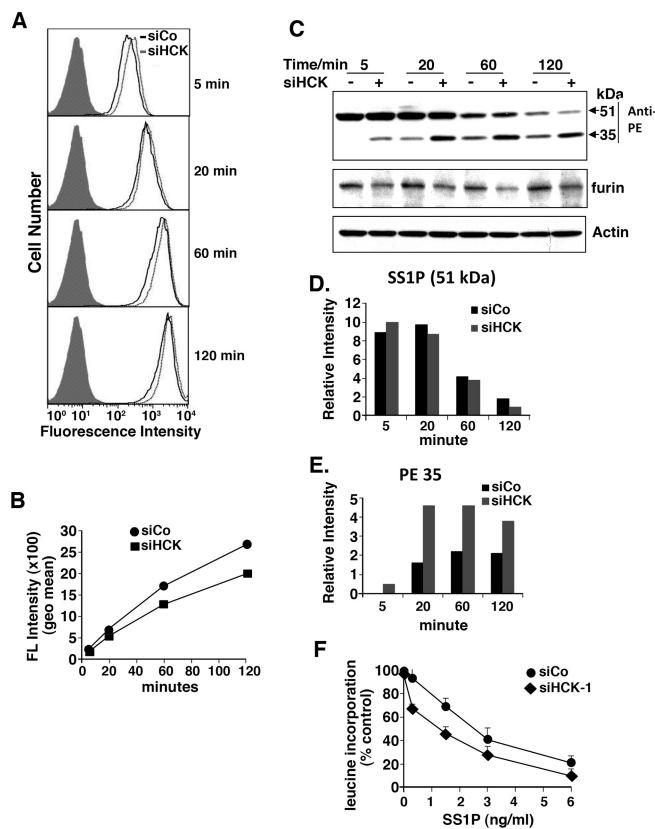 A
siCo
siHCK
5 min
20 min
60 min
120 min
Cell Number
10⁰ 10¹ 10² 10³ 10⁴
Fluorescence Intensity
B
siCo
siHCK
FL Intensity (x100)
(geo mean)
30
25
20
15
10
5
0
0 20 40 60 80 100 120
minutes
C
Time/min 5 20 60 120
siHCK - + - + - + - +
kDa
51
35
Anti-
PE
furin
Actin
D.
SS1P (51 kDa)
siCo
siHCK
Relative Intensity
10
8
6
4
2
0
5 20 60 120
minute
E.
PE 35
siCo
siHCK
Relative Intensity
5
4
3
2
1
0
5 20 60 120
minute
F
siCo
siHCK-1
leucine incorporation
(% control)
100
80
60
40
20
0
0 1 2 3 4 5 6
SS1P (ng/ml)